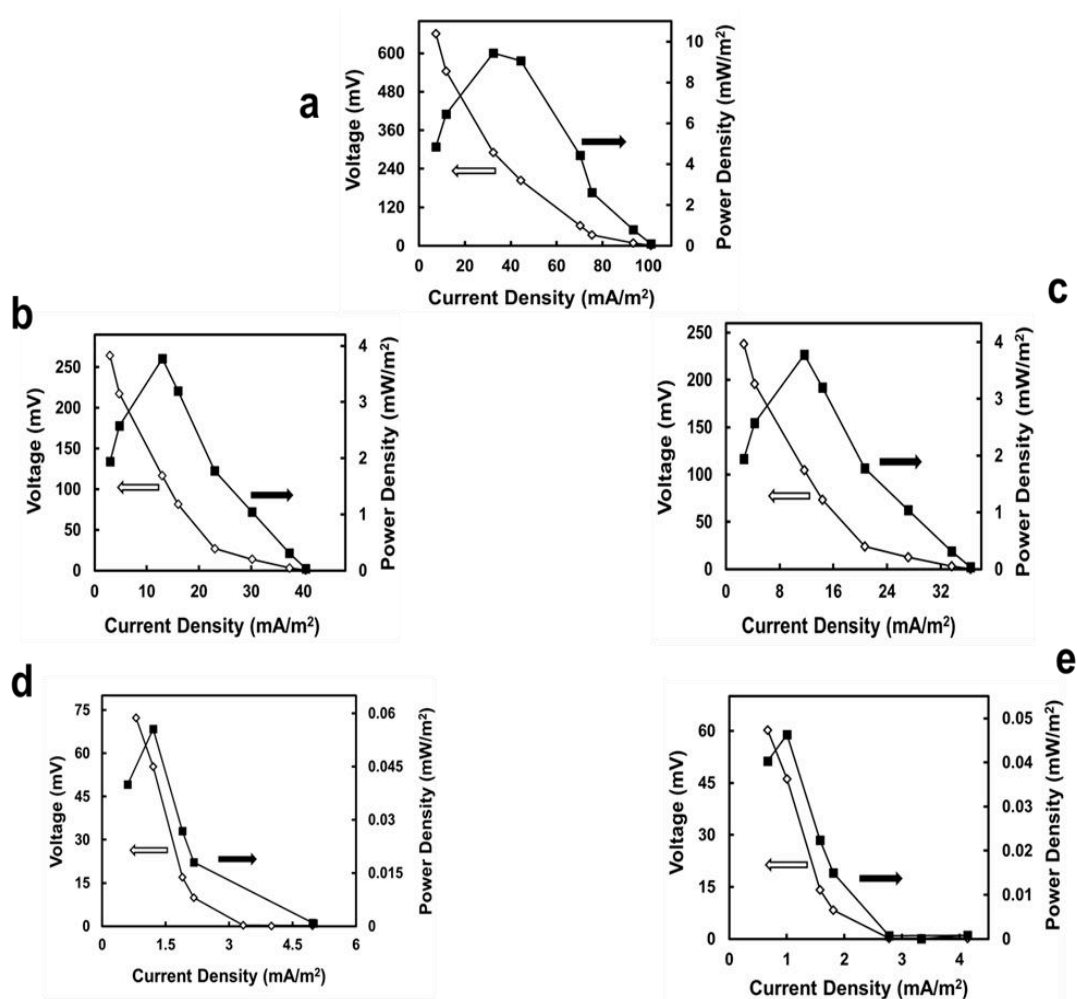 a
Voltage (mV)
600
480
360
240
120
0
0 20 40 60 80 100
Current Density (mA/m²)
10
8
6
4
2
0
Power Density (mW/m²)
b
Voltage (mV)
250
200
150
100
50
0
0 10 20 30 40
Current Density (mA/m²)
4
3
2
1
0
Power Density (mW/m²)
c
Voltage (mV)
250
200
150
100
50
0
0 8 16 24 32
Current Density (mA/m²)
4
3
2
1
0
Power Density (mW/m²)
d
Voltage (mV)
75
60
45
30
15
0
0 1.5 3 4.5 6
Current Density (mA/m²)
0.06
0.045
0.03
0.015
0
Power Density (mW/m²)
e
Voltage (mV)
60
45
30
15
0
0 1 2 3 4
Current Density (mA/m²)
0.05
0.04
0.03
0.02
0.01
0
Power Density (mW/m²)